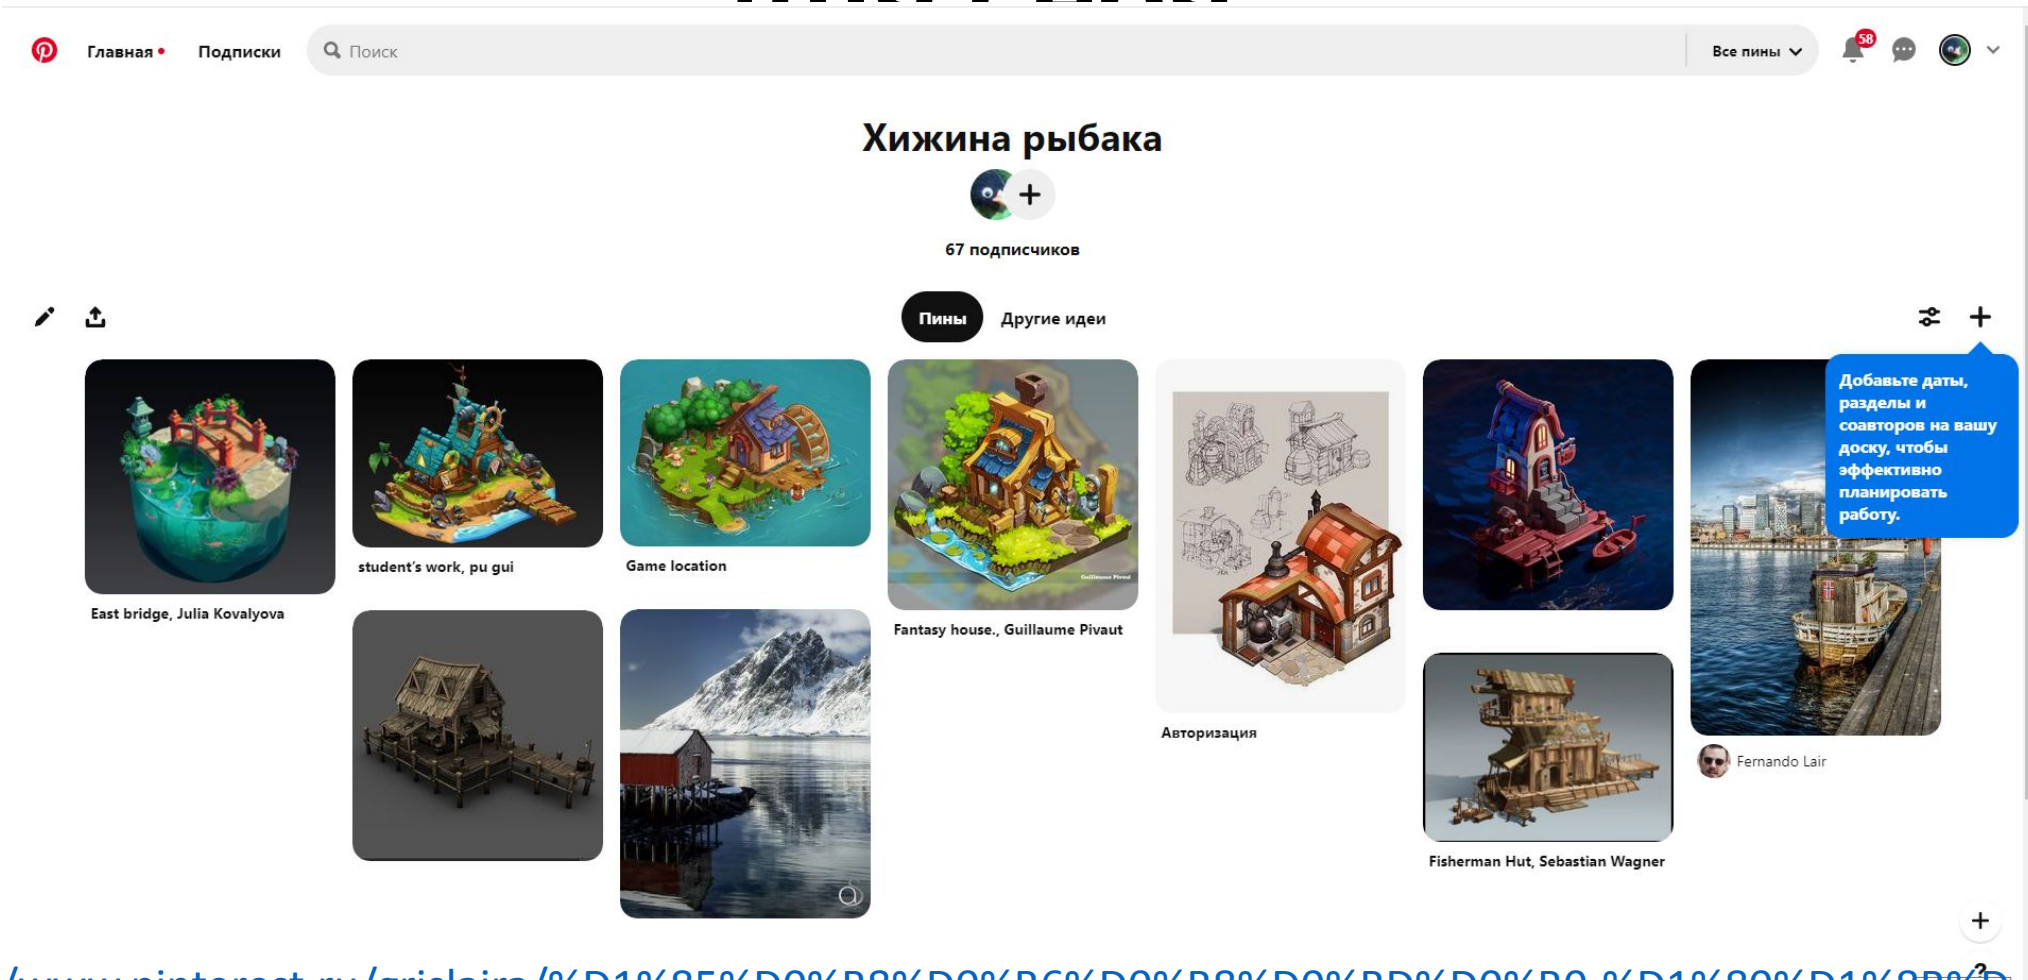 Главная
Подписки
Поиск
Все пины
58
Хижина рыбака
67 подписчиков
Пины
Другие идеи
Добавьте даты,
разделы и
соавторов на вашу
доску, чтобы
эффективно
планировать
работу.
East bridge, Julia Kovalyova
student's work, pu gui
Game location
Guillaume Pivaut
Fantasy house., Guillaume Pivaut
Авторизация
Fisherman Hut, Sebastian Wagner
Fernando Lair
?